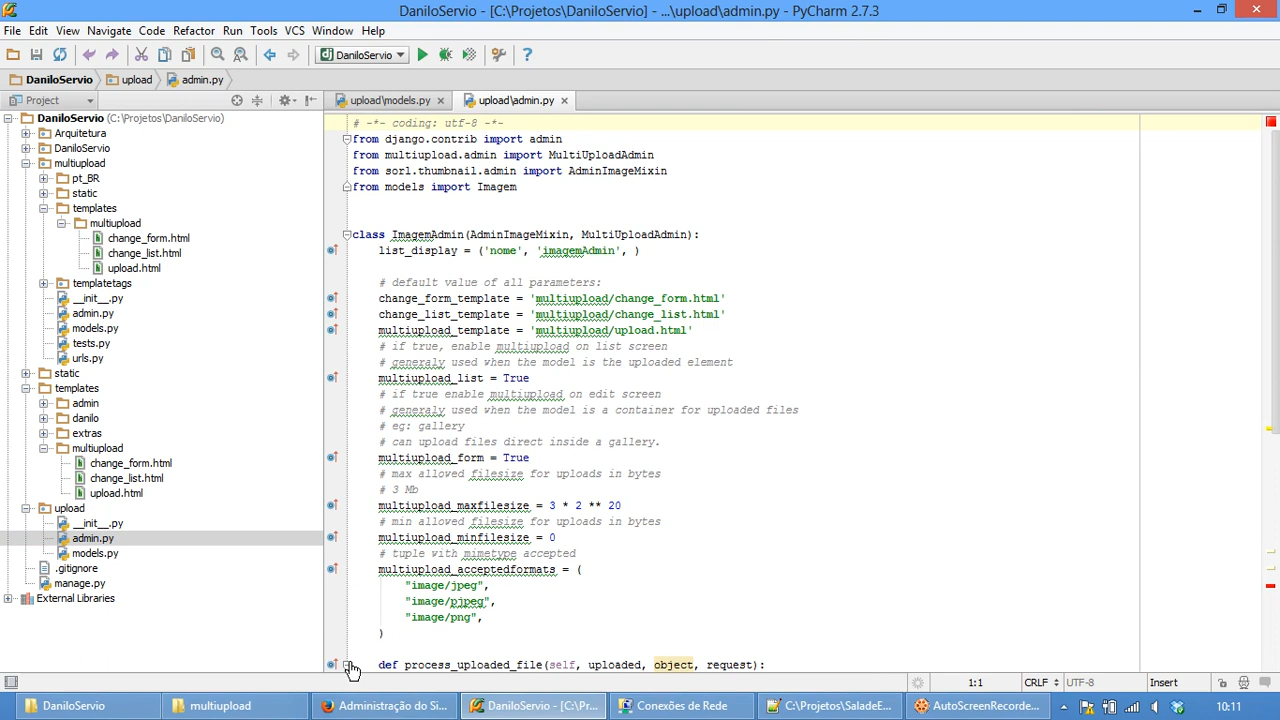 DaniloServio - [C:\Projetos\DaniloServio] - ...\upload\admin.py - PyCharm 2.7.3
File Edit View Navigate Code Refactor Run Tools VCS Window Help
DaniloServio
DaniloServio upload admin.py
Project
upload\models.py upload\admin.py
DaniloServio (C:\Projetos\DaniloServio)
Arquitetura
DaniloServio
multiupload
pt_BR
static
templates
multiupload
change_form.html
change_list.html
upload.html
templatetags
__init__.py
admin.py
models.py
tests.py
urls.py
static
templates
admin
danilo
extras
multiupload
change_form.html
change_list.html
upload.html
upload
__init__.py
admin.py
models.py
.gitignore
manage.py
External Libraries
# -*- coding: utf-8 -*-
from django.contrib import admin
from multiupload.admin import MultiUploadAdmin
from sorl.thumbnail.admin import AdminImageMixin
from models import Imagem
class ImagemAdmin(AdminImageMixin, MultiUploadAdmin):
list_display = ('nome', 'imagemAdmin', )
# default value of all parameters:
change_form_template = 'multiupload/change_form.html'
change_list_template = 'multiupload/change_list.html'
multiupload_template = 'multiupload/upload.html'
# if true, enable multiupload on list screen
# generaly used when the model is the uploaded element
multiupload_list = True
# if true enable multiupload on edit screen
# generaly used when the model is a container for uploaded files
# eg: gallery
# can upload files direct inside a gallery.
multiupload_form = True
# max allowed filesize for uploads in bytes
# 3 Mb
multiupload_maxfilesize = 3 * 2 ** 20
# min allowed filesize for uploads in bytes
multiupload_minfilesize = 0
# tuple with mimetype accepted
multiupload_acceptedformats = (
"image/jpeg",
"image/pjpeg",
"image/png",
)
def process_uploaded_file(self, uploaded, object, request):
1:1 CRLF UTF-8 Insert
DaniloServio multiupload Administração do Si... DaniloServio - [C:\Pr... Conexões de Rede C:\Projetos\SaladeE... AutoScreenRecorde... 10:11